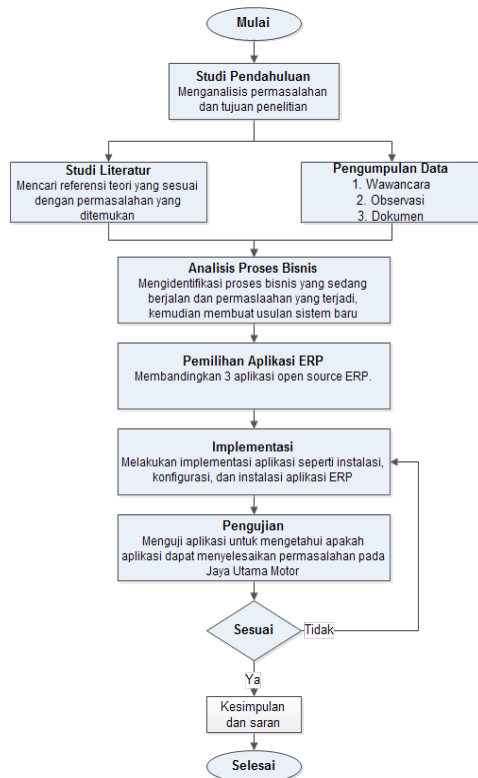 Mulai
Studi Pendahuluan
Menganalisis permasalahan
dan tujuan penelitian
Studi Literatur
Mencari referensi teori yang sesuai
dengan permasalahan yang
ditemukan
Pengumpulan Data
1. Wawancara
2. Observasi
3. Dokumen
Analisis Proses Bisnis
Mengidentifikasi proses bisnis yang sedang
berjalan dan permaslaahan yang terjadi,
kemudian membuat usulan sistem baru
Pemilihan Aplikasi ERP
Membandingkan 3 aplikasi open source ERP.
Implementasi
Melakukan implementasi aplikasi seperti instalasi,
konfigurasi, dan instalasi aplikasi ERP
Pengujian
Menguji aplikasi untuk mengetahui apakah
aplikasi dapat menyelesaikan permasalahan pada
Jaya Utama Motor
Sesuai
Tidak
Ya
Kesimpulan
dan saran
Selesai